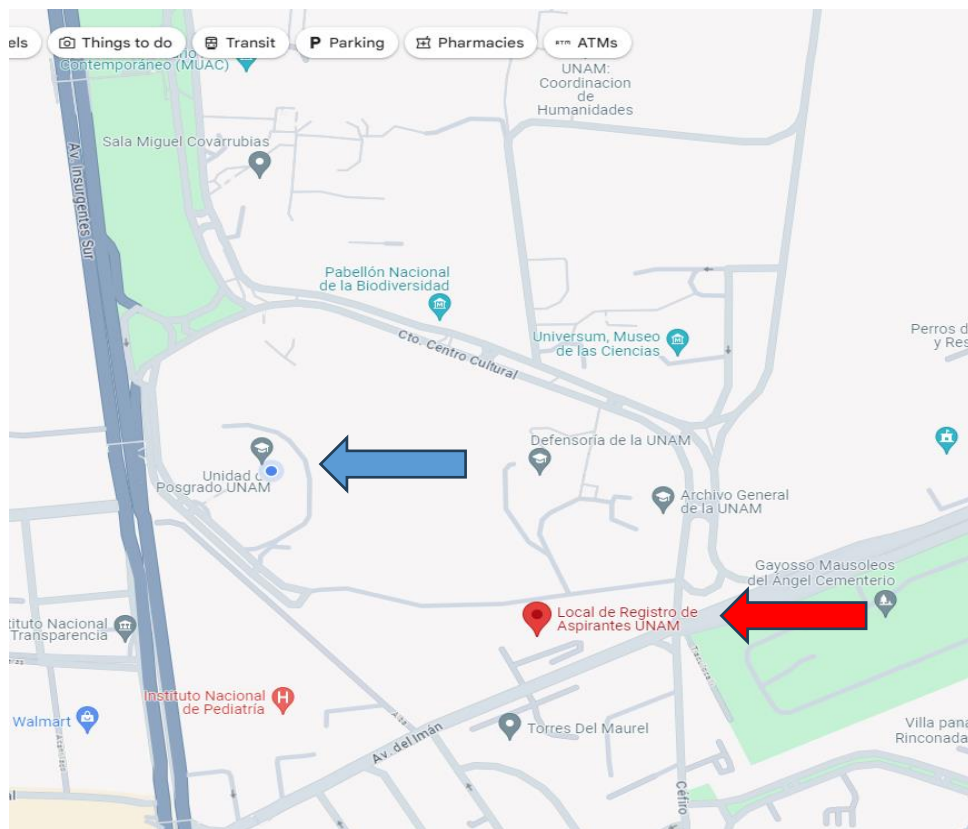 els
Things to do
Transit
P Parking
Pharmacies
ATM ATMs
Contemporáneo (MUAC)
UNAM:
Coordinacion
de
Humanidades
Sala Miguel Covarrubias
Av. Insurgentes Sur
Pabellón Nacional
de la Biodiversidad
Cto. Centro Cultural
Universum, Museo
de las Ciencias
Perros d
y Res
Defensoría de la UNAM
Unidad d
Posgrado UNAM
Archivo General
de la UNAM
Gayosso Mausoleos
del Ángel Cementerio
Local de Registro de
Aspirantes UNAM
tituto Nacional
Transparencia
Instituto Nacional
de Pediatría
H
Walmart
Torres Del Maurel
Av. del Imán
Villa pana
Rinconada
Céfiro